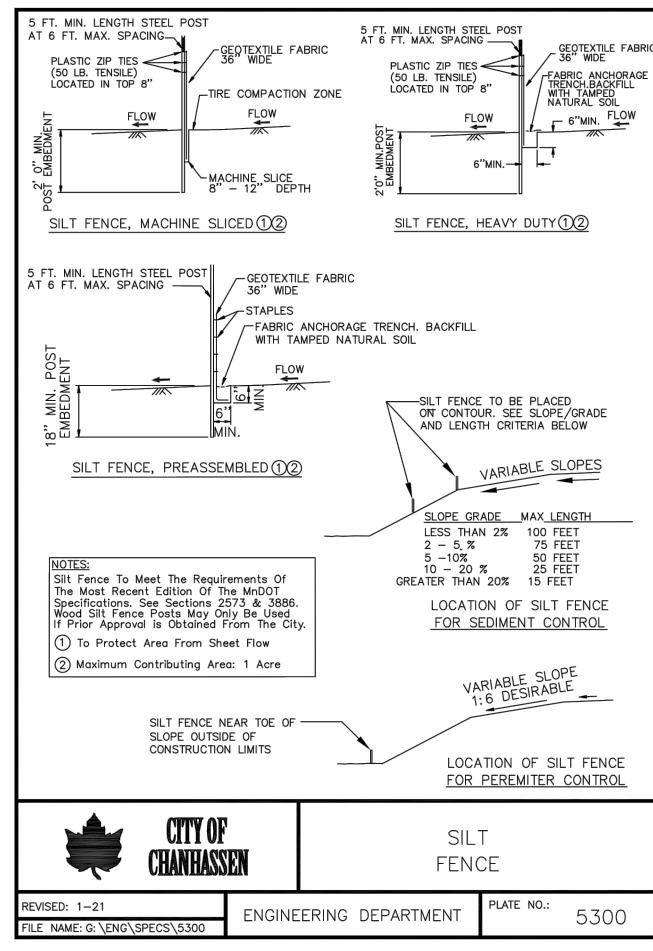 5 FT. MIN. LENGTH STEEL POST
AT 6 FT. MAX. SPACING
PLASTIC ZIP TIES
(50 LB. TENSILE)
LOCATED IN TOP 8"
GEOTEXTILE FABRIC
36" WIDE
TIRE COMPACTION ZONE
FLOW
FLOW
2' 0" MIN.
POST EMBEDMENT
MACHINE SLICE
8" – 12" DEPTH
SILT FENCE, MACHINE SLICED ①②
5 FT. MIN. LENGTH STEEL POST
AT 6 FT. MAX. SPACING
PLASTIC ZIP TIES
(50 LB. TENSILE)
LOCATED IN TOP 8"
GEOTEXTILE FABRIC
36" WIDE
FABRIC ANCHORAGE
TRENCH.BACKFILL
WITH TAMPED
NATURAL SOIL
FLOW
6"MIN.
FLOW
2'0" MIN.POST
EMBEDMENT
6"MIN.
SILT FENCE, HEAVY DUTY ①②
5 FT. MIN. LENGTH STEEL POST
AT 6 FT. MAX. SPACING
GEOTEXTILE FABRIC
36" WIDE
STAPLES
FABRIC ANCHORAGE TRENCH. BACKFILL
WITH TAMPED NATURAL SOIL
FLOW
18" MIN. POST
EMBEDMENT
6"
MIN.
6"
MIN.
SILT FENCE, PREASSEMBLED ①②
SILT FENCE TO BE PLACED
ON CONTOUR. SEE SLOPE/GRADE
AND LENGTH CRITERIA BELOW
VARIABLE SLOPES
SLOPE GRADE MAX LENGTH
LESS THAN 2% 100 FEET
2 – 5 % 75 FEET
5 –10% 50 FEET
10 – 20 % 25 FEET
GREATER THAN 20% 15 FEET
LOCATION OF SILT FENCE
FOR SEDIMENT CONTROL
NOTES:
Silt Fence To Meet The Requirements Of
The Most Recent Edition Of The MnDOT
Specifications. See Sections 2573 & 3886.
Wood Silt Fence Posts May Only Be Used
If Prior Approval is Obtained From The City.
① To Protect Area From Sheet Flow
② Maximum Contributing Area: 1 Acre
VARIABLE SLOPE
1:6 DESIRABLE
SILT FENCE NEAR TOE OF
SLOPE OUTSIDE OF
CONSTRUCTION LIMITS
LOCATION OF SILT FENCE
FOR PEREMITER CONTROL
CITY OF
CHANHASSEN
SILT
FENCE
REVISED: 1–21
FILE NAME: G:\ENG\SPECS\5300
ENGINEERING DEPARTMENT
PLATE NO.:
5300